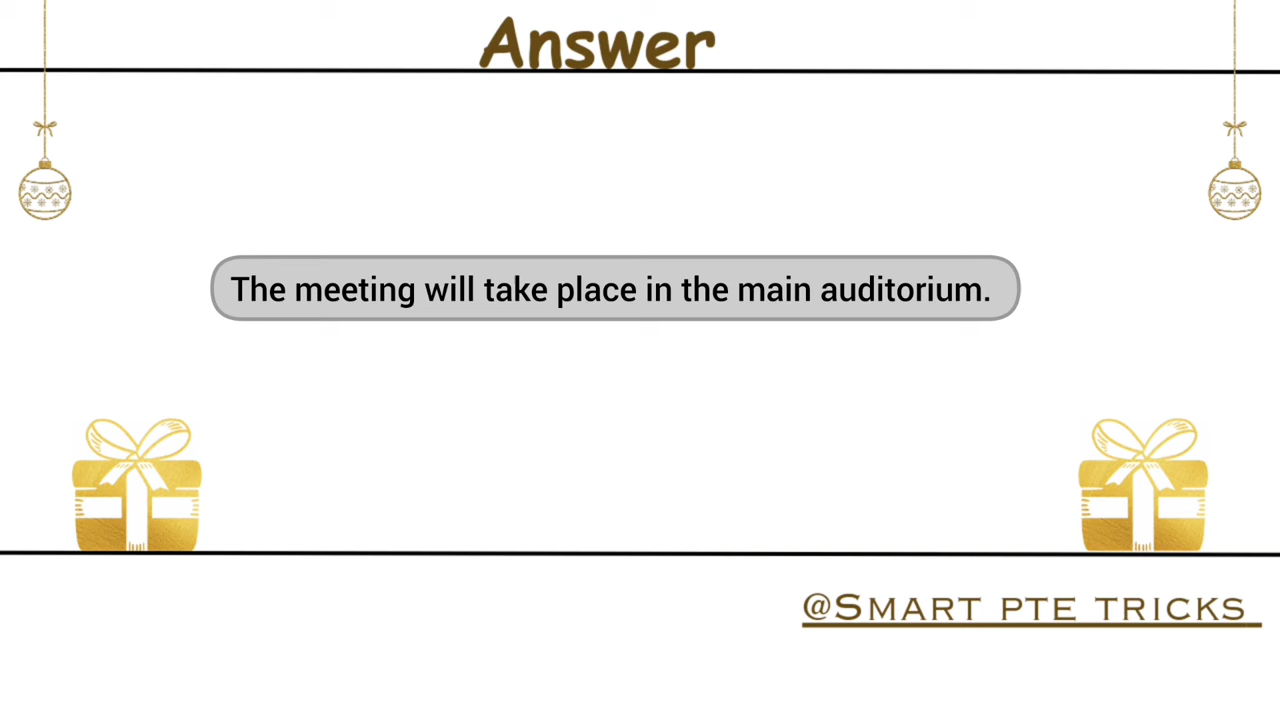 Answer
The meeting will take place in the main auditorium.
@Smart pte tricks